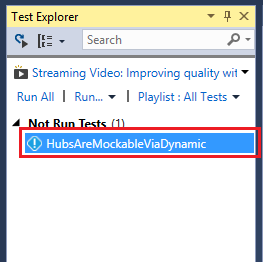 Test Explorer
Search
Streaming Video: Improving quality wit
Run All | Run... | Playlist : All Tests
Not Run Tests (1)
HubsAreMockableViaDynamic